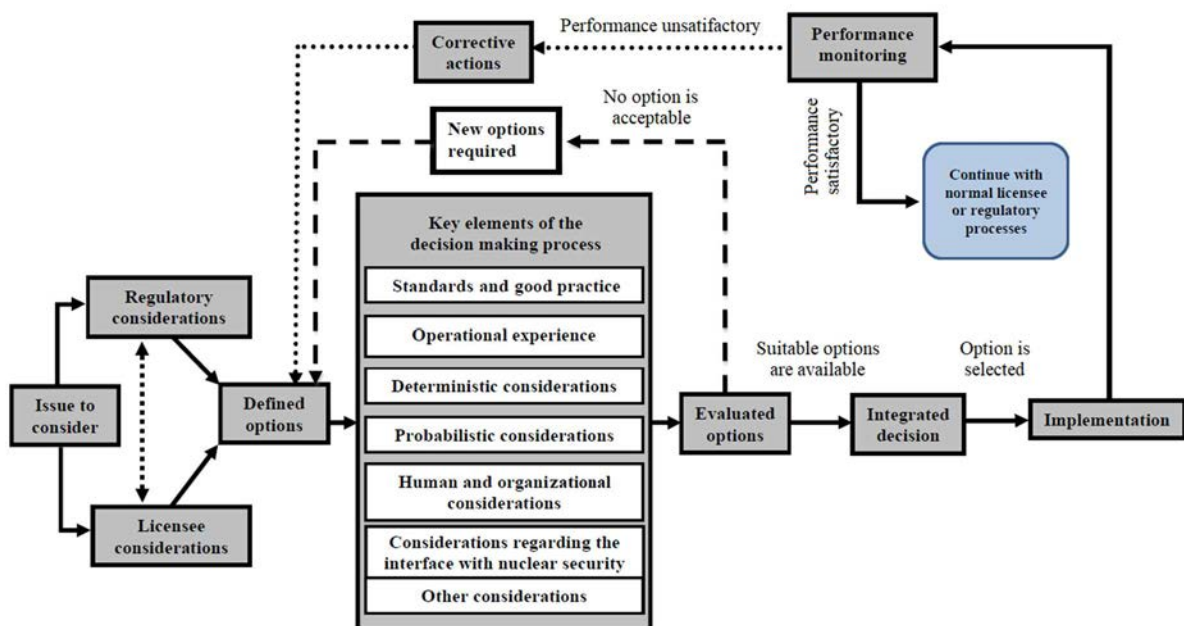 Performance unsatifactory
Corrective
actions
Performance
monitoring
No option is
acceptable
New options
required
Performance
satisfactory
Continue with
normal licensee
or regulatory
processes
Key elements of the
decision making process
Standards and good practice
Operational experience
Deterministic considerations
Probabilistic considerations
Human and organizational
considerations
Considerations regarding the
interface with nuclear security
Other considerations
Regulatory
considerations
Issue to
consider
Licensee
considerations
Defined
options
Evaluated
options
Suitable options
are available
Integrated
decision
Option is
selected
Implementation